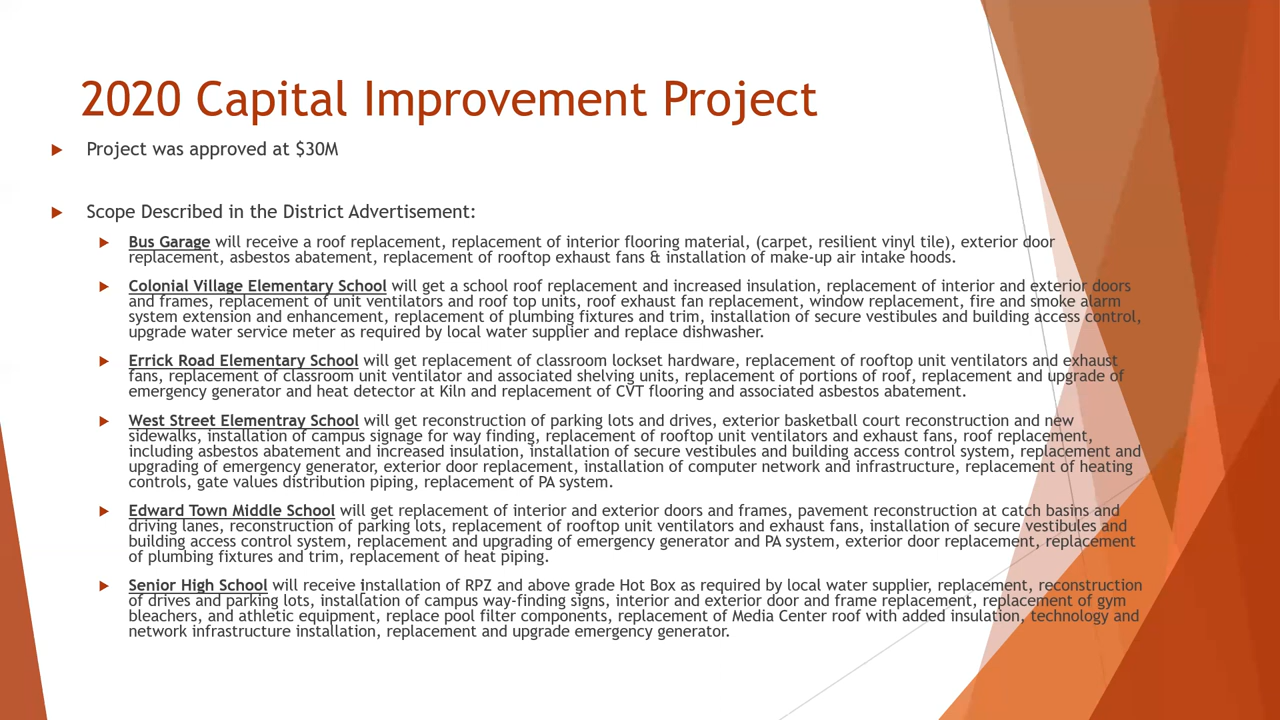 2020 Capital Improvement Project
Project was approved at $30M
Scope Described in the District Advertisement:
Bus Garage will receive a roof replacement, replacement of interior flooring material, (carpet, resilient vinyl tile), exterior door
replacement, asbestos abatement, replacement of rooftop exhaust fans & installation of make-up air intake hoods.
Colonial Village Elementary School will get a school roof replacement and increased insulation, replacement of interior and exterior doors
and frames, replacement of unit ventilators and roof top units, roof exhaust fan replacement, window replacement, fire and smoke alarm
system extension and enhancement, replacement of plumbing fixtures and trim, installation of secure vestibules and building access control,
upgrade water service meter as required by local water supplier and replace dishwasher.
Errick Road Elementary School will get replacement of classroom lockset hardware, replacement of rooftop unit ventilators and exhaust
fans, replacement of classroom unit ventilator and associated shelving units, replacement of portions of roof, replacement and upgrade of
emergency generator and heat detector at Kiln and replacement of CVT flooring and associated asbestos abatement.
West Street Elementray School will get reconstruction of parking lots and drives, exterior basketball court reconstruction and new
sidewalks, installation of campus signage for way finding, replacement of rooftop unit ventilators and exhaust fans, roof replacement,
including asbestos abatement and increased insulation, installation of secure vestibules and building access control system, replacement and
upgrading of emergency generator, exterior door replacement, installation of computer network and infrastructure, replacement of heating
controls, gate values distribution piping, replacement of PA system.
Edward Town Middle School will get replacement of interior and exterior doors and frames, pavement reconstruction at catch basins and
driving lanes, reconstruction of parking lots, replacement of rooftop unit ventilators and exhaust fans, installation of secure vestibules and
building access control system, replacement and upgrading of emergency generator and PA system, exterior door replacement, replacement
of plumbing fixtures and trim, replacement of heat piping.
Senior High School will receive installation of RPZ and above grade Hot Box as required by local water supplier, replacement, reconstruction
of drives and parking lots, installation of campus way-finding signs, interior and exterior door and frame replacement, replacement of gym
bleachers, and athletic equipment, replace pool filter components, replacement of Media Center roof with added insulation, technology and
network infrastructure installation, replacement and upgrade emergency generator.